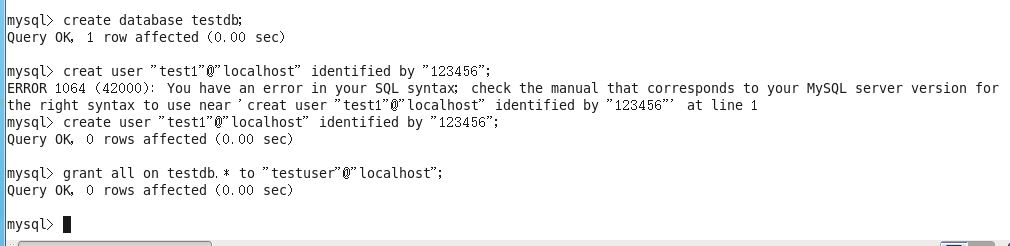 mysql> create database testdb;
Query OK, 1 row affected (0.00 sec)
mysql> creat user "test1"@"localhost" identified by "123456";
ERROR 1064 (42000): You have an error in your SQL syntax; check the manual that corresponds to your MySQL server version for
the right syntax to use near 'creat user "test1"@"localhost" identified by "123456"' at line 1
mysql> create user "test1"@"localhost" identified by "123456";
Query OK, 0 rows affected (0.00 sec)
mysql> grant all on testdb.* to "testuser"@"localhost";
Query OK, 0 rows affected (0.00 sec)
mysql>